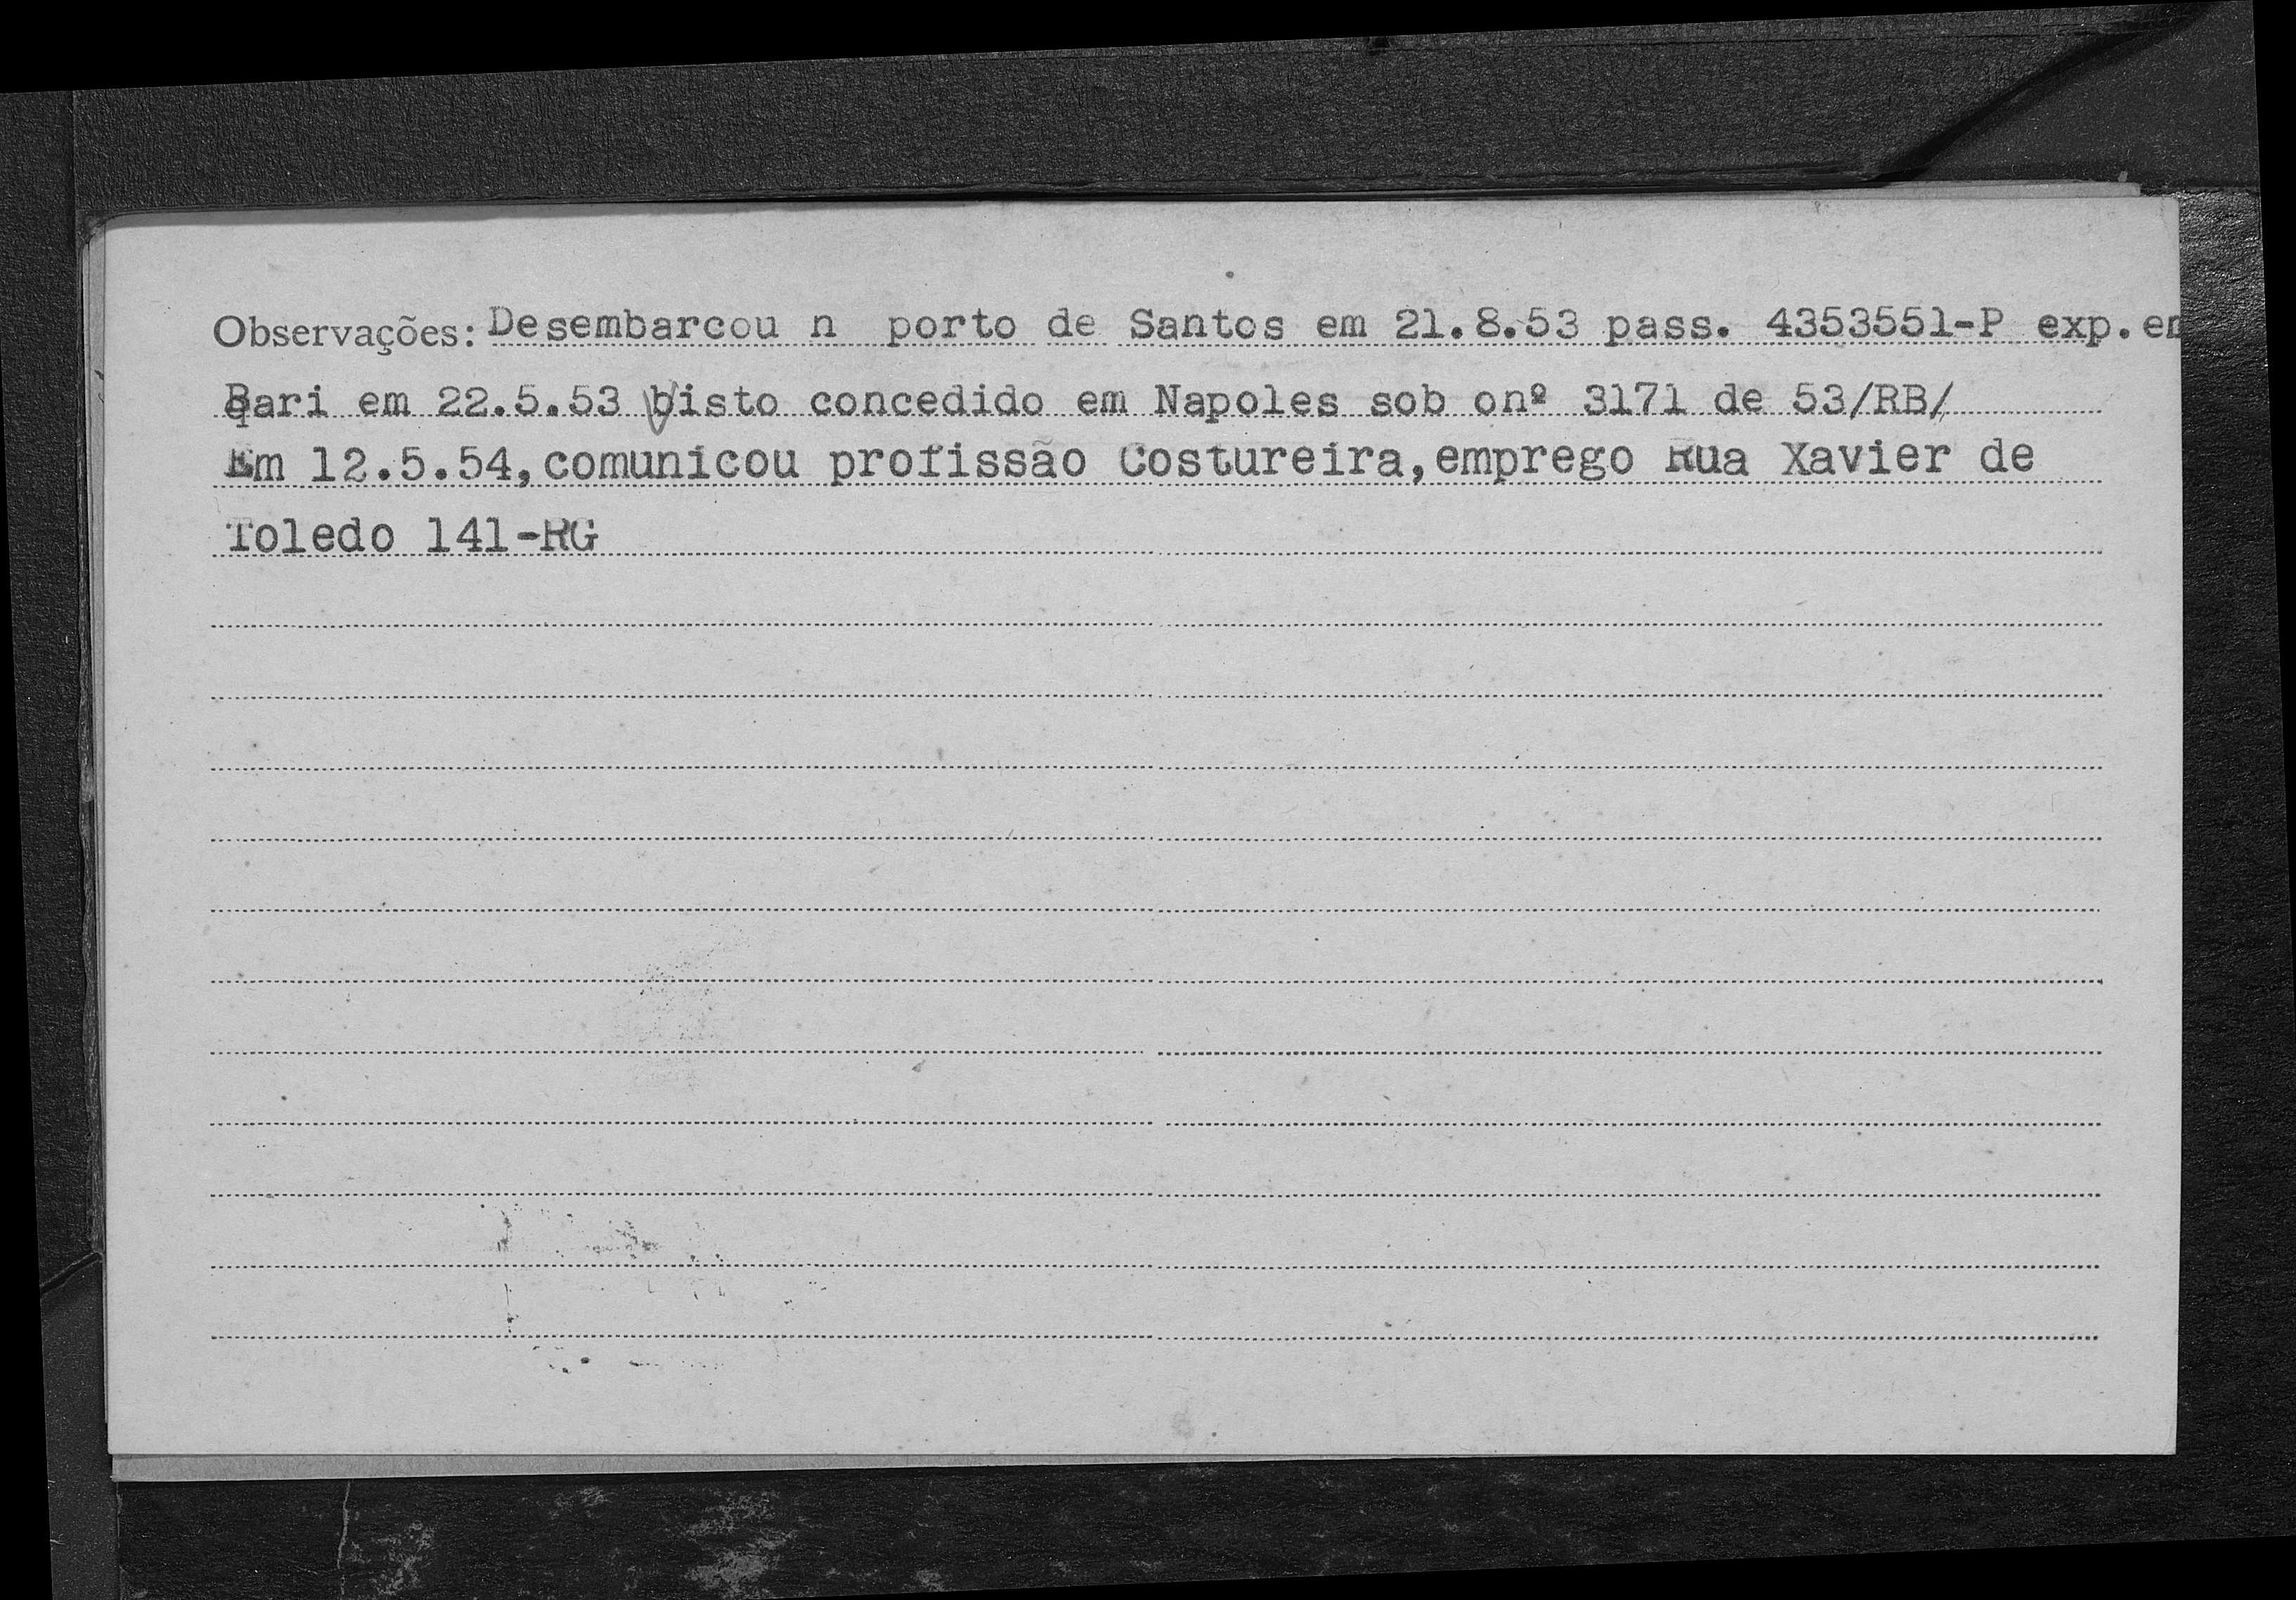 Observações: Desembarcou n porto de Santos em 21.8.53 pass. 4353551-P exp.em
Bari em 22.5.53 Visto concedido em Napoles sob onº 3171 de 53/RB/
Em 12.5.54,comunicou profissão Costureira,emprego Rua Xavier de
Toledo 141-RG